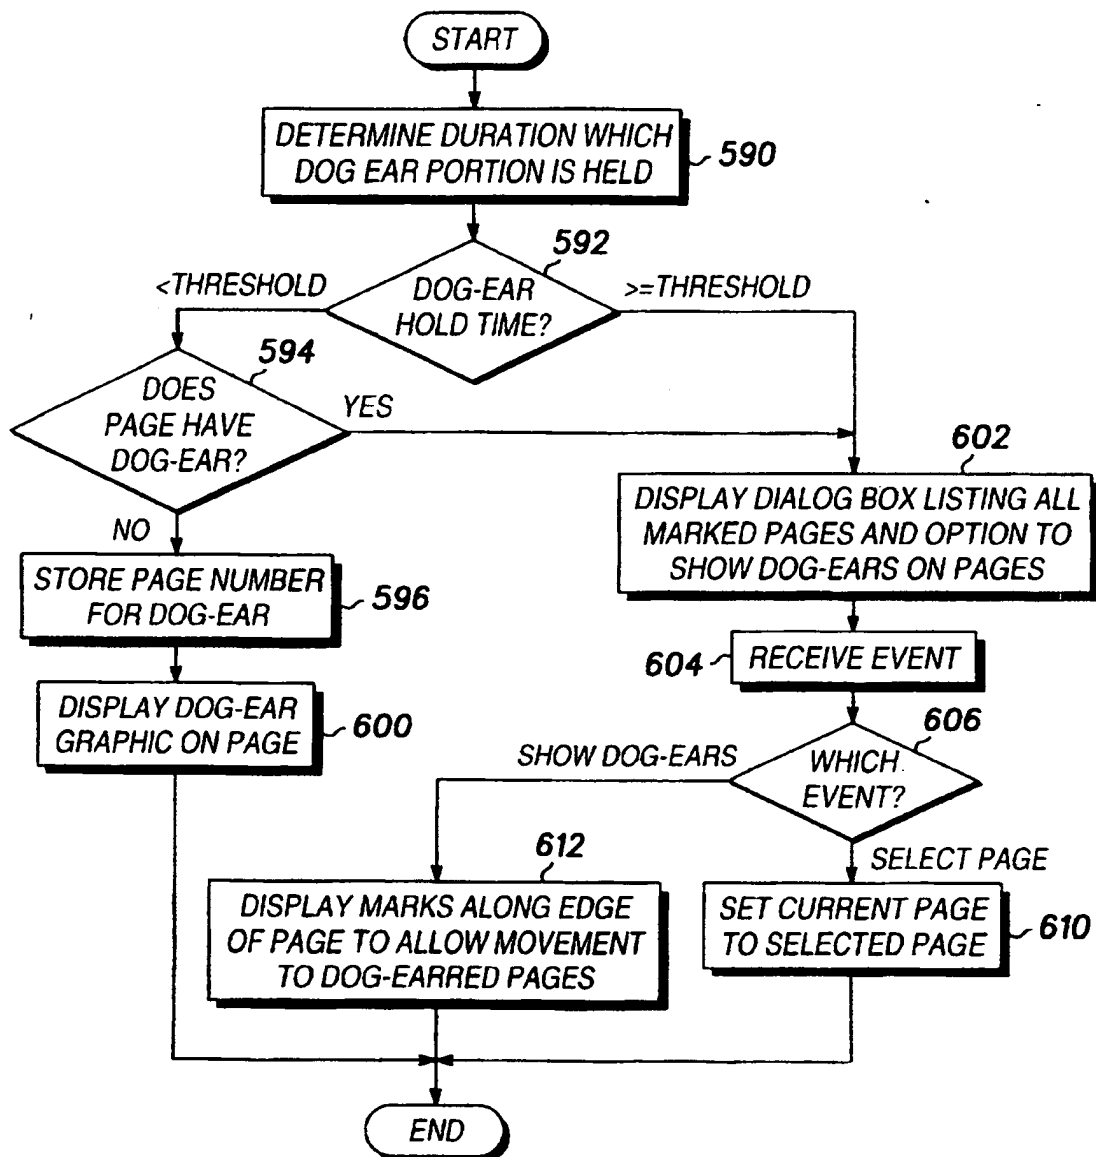 START
DETERMINE DURATION WHICH
DOG EAR PORTION IS HELD
590
592
<THRESHOLD
DOG-EAR
HOLD TIME?
>=THRESHOLD
594
DOES
PAGE HAVE
DOG-EAR?
YES
NO
602
DISPLAY DIALOG BOX LISTING ALL
MARKED PAGES AND OPTION TO
SHOW DOG-EARS ON PAGES
STORE PAGE NUMBER
FOR DOG-EAR
596
604
RECEIVE EVENT
DISPLAY DOG-EAR
GRAPHIC ON PAGE
600
606
SHOW DOG-EARS
WHICH
EVENT?
SELECT PAGE
612
DISPLAY MARKS ALONG EDGE
OF PAGE TO ALLOW MOVEMENT
TO DOG-EARRED PAGES
SET CURRENT PAGE
TO SELECTED PAGE
610
END